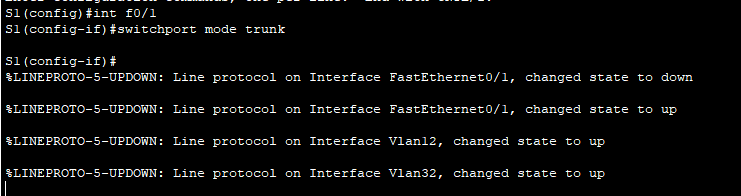 S1(config)#int f0/1
S1(config-if)#switchport mode trunk
S1(config-if)#
%LINEPROTO-5-UPDOWN: Line protocol on Interface FastEthernet0/1, changed state to down
%LINEPROTO-5-UPDOWN: Line protocol on Interface FastEthernet0/1, changed state to up
%LINEPROTO-5-UPDOWN: Line protocol on Interface Vlan12, changed state to up
%LINEPROTO-5-UPDOWN: Line protocol on Interface Vlan32, changed state to up